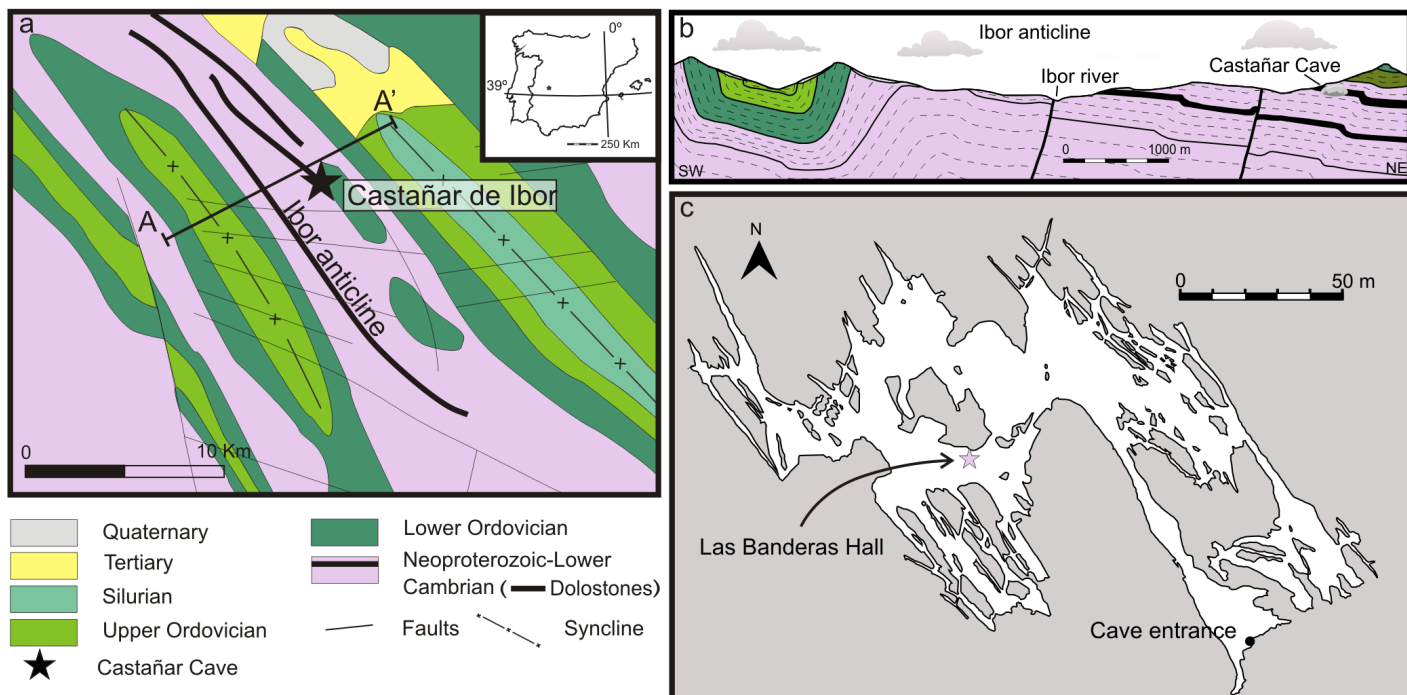 a
0º
39º
250 Km
A'
A
Castañar de Ibor
Ibor anticline
0
10 Km
b
Ibor anticline
Ibor river
Castañar Cave
0
1000 m
SW
NE
c
N
0
50 m
Las Banderas Hall
Cave entrance
Quaternary
Tertiary
Silurian
Upper Ordovician
Castañar Cave
Lower Ordovician
Neoproterozoic-Lower
Cambrian ( Dolostones)
Faults
Syncline